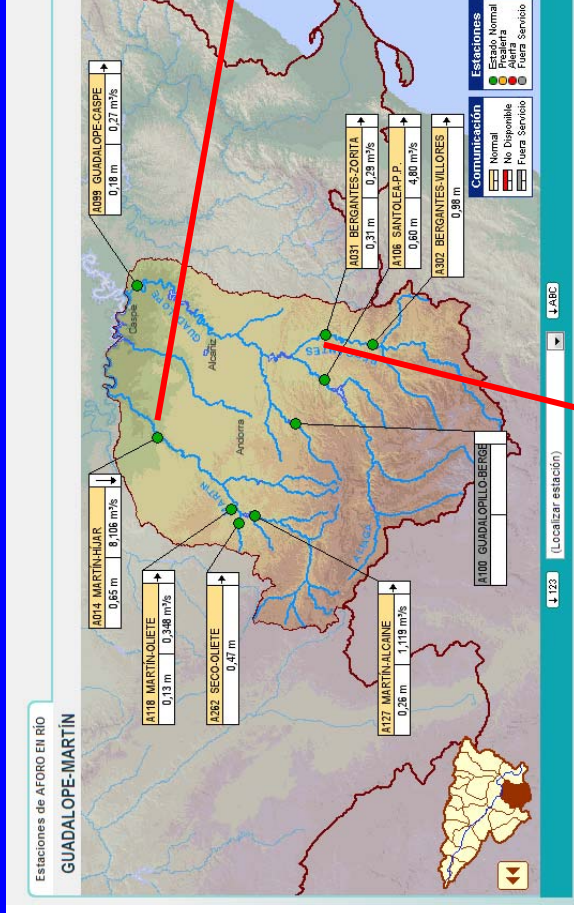 Estaciones de AFORO EN RÍO
GUADALOPE-MARTÍN
A014 MARTÍN-HÍJAR
0,65 m 8,106 m³/s
A099 GUADALOPE-CASPE
0,18 m 0,27 m³/s
A118 MARTÍN-OLIETE
0,13 m 0,348 m³/s
A262 SECO-OLIETE
0,47 m
A127 MARTÍN-ALCAINE
0,26 m 1,119 m³/s
A100 GUADALOPILLO-BERGE
A031 BERGANTES-ZORITA
0,31 m 0,29 m³/s
A106 SANTOLEA-P.P.
0,60 m 4,80 m³/s
A302 BERGANTES-VILLORES
0,98 m
Caspe
Alcañiz
Andorra
GUADALOPE
MARTÍN
Comunicación
Normal
No Disponible
Fuera Servicio
Estaciones
Estado Normal
Prealerta
Alerta
Fuera Servicio
123
(Localizar estación)
ABC